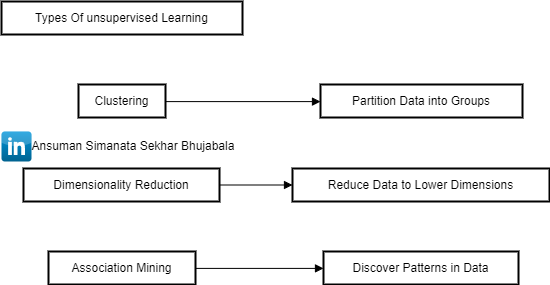 Types Of unsupervised Learning
Clustering
Partition Data into Groups
in
Ansuman Simanata Sekhar Bhujabala
Dimensionality Reduction
Reduce Data to Lower Dimensions
Association Mining
Discover Patterns in Data